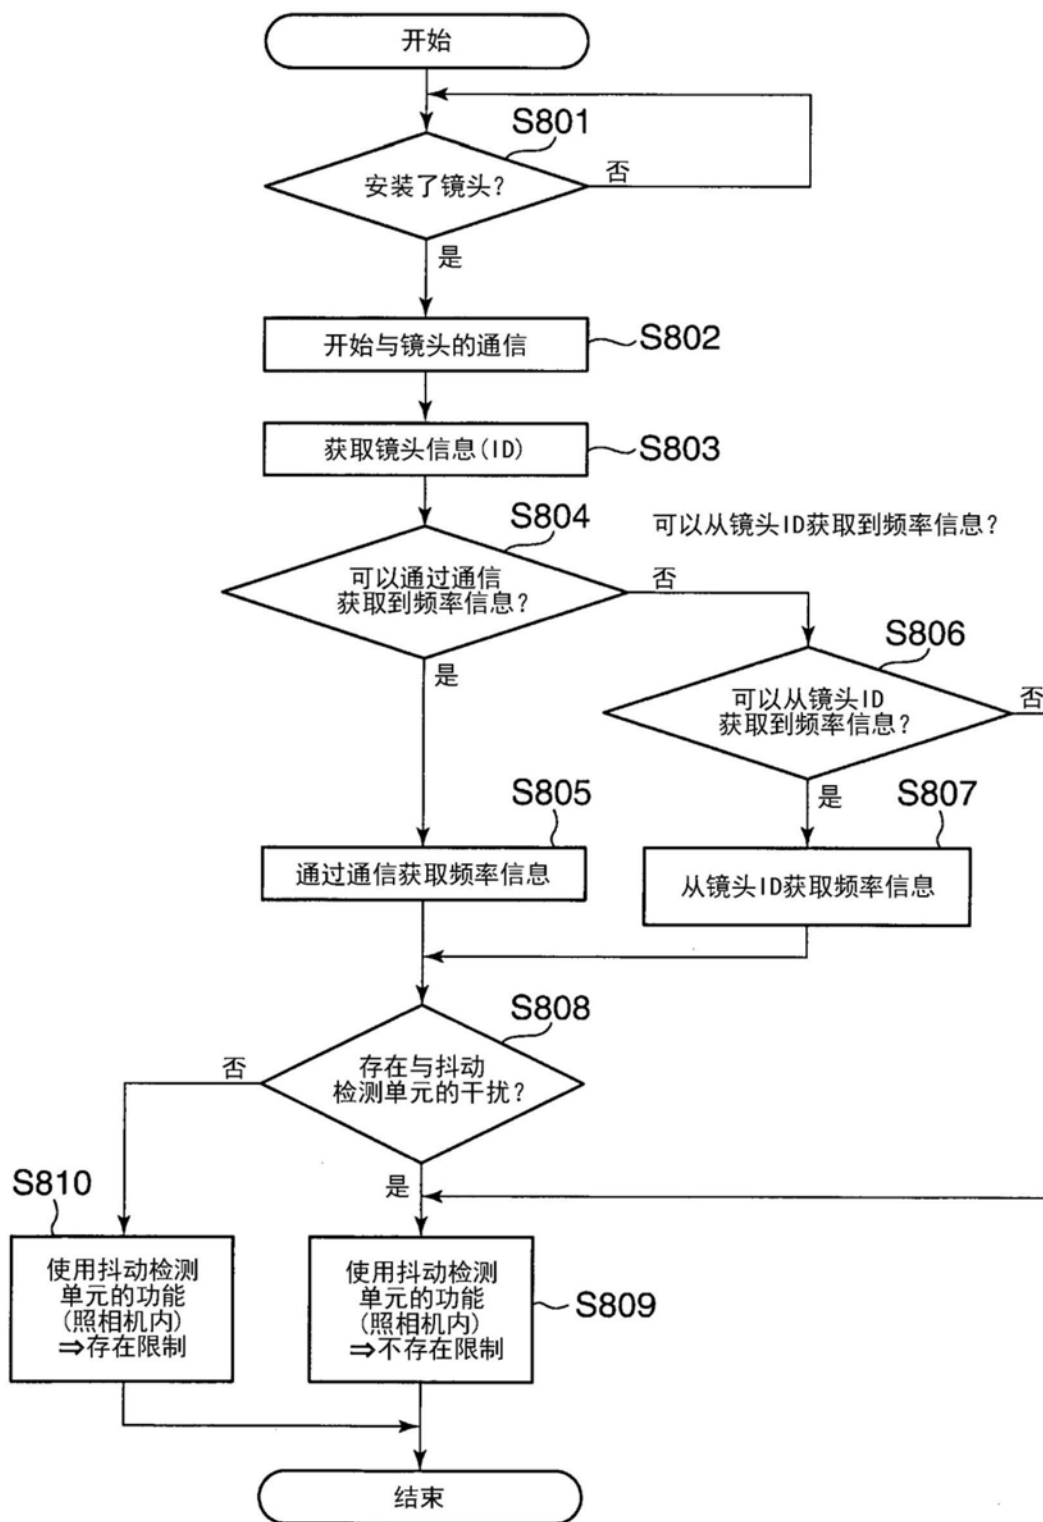 开始
S801
安装了镜头?
否
是
开始与镜头的通信
S802
获取镜头信息(ID)
S803
S804
可以从镜头ID获取到频率信息?
可以通过通信
获取到频率信息?
否
S806
是
可以从镜头ID
获取到频率信息?
否
S805
是
S807
通过通信获取频率信息
从镜头ID获取频率信息
S808
否
存在与抖动
检测单元的干扰?
S810
是
使用抖动检测
单元的功能
(照相机内)
⇒存在限制
使用抖动检测
单元的功能
(照相机内)
⇒不存在限制
S809
结束